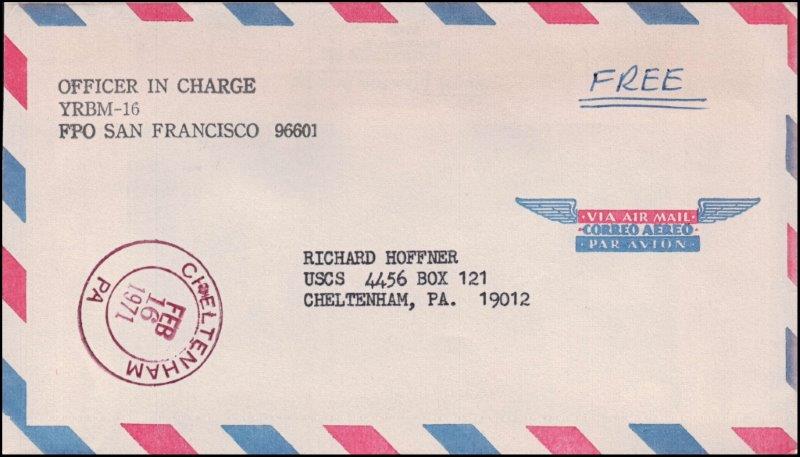 OFFICER IN CHARGE
YRBM-16
FPO SAN FRANCISCO 96601
FREE
VIA AIR MAIL
CORREO AEREO
PAR AVION
RICHARD HOFFNER
USCS 4456 BOX 121
CHELTENHAM, PA. 19012
CHELTENHAM
PA
FEB
16
1971